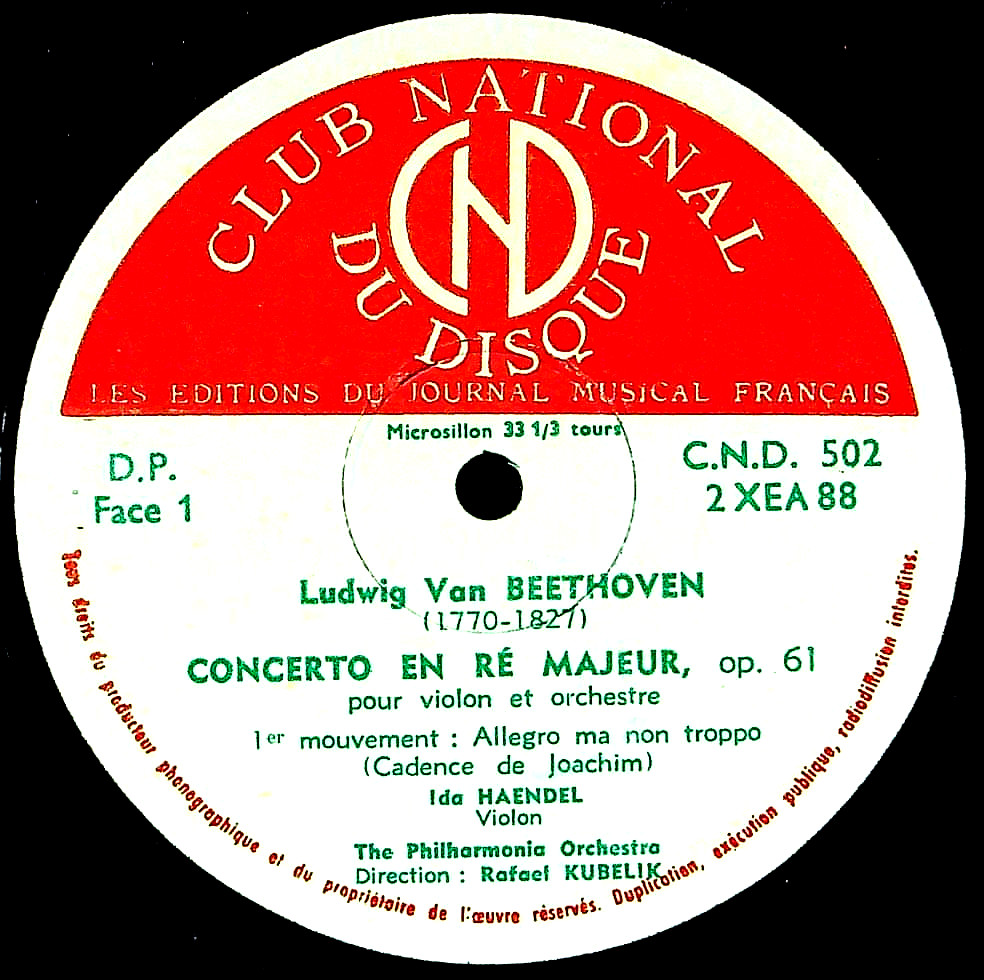 CLUB NATIONAL
CND
DU DISQUE
LES EDITIONS DU JOURNAL MUSICAL FRANÇAIS
Microsillon 33 1/3 tours
D.P.
Face 1
C.N.D. 502
2 XEA 88
Ludwig Van BEETHOVEN
(1770-1827)
CONCERTO EN RÉ MAJEUR, op. 61
pour violon et orchestre
1er mouvement : Allegro ma non troppo
(Cadence de Joachim)
Ida HAENDEL
Violon
The Philharmonia Orchestra
Direction : Rafael KUBELIK
Tous droits du producteur phonographique et du propriétaire de l'œuvre réservés. Duplication, exécution publique, radiodiffusion interdites.